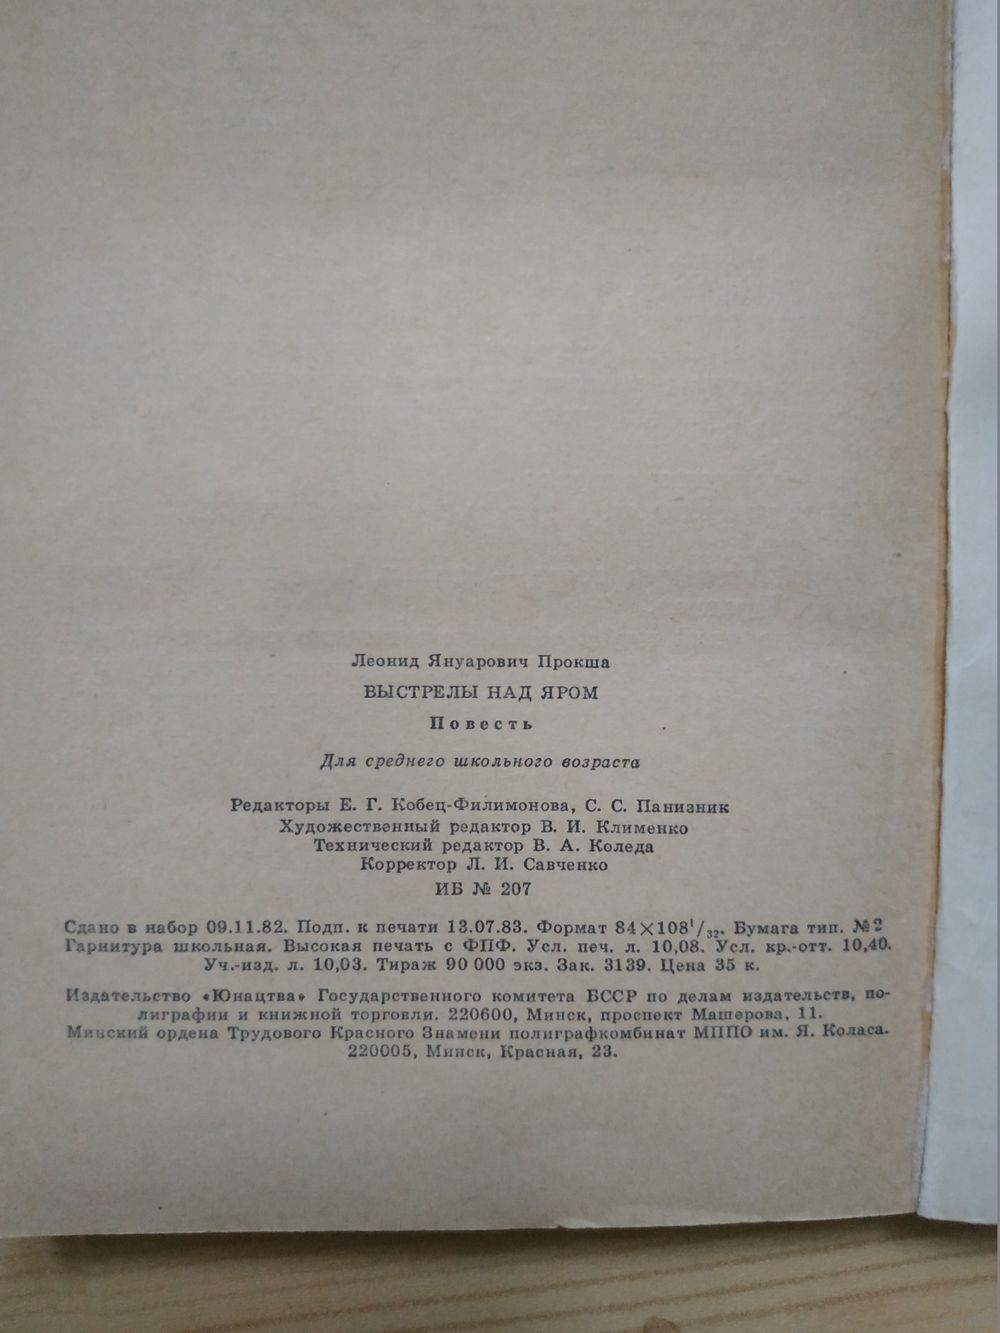 Леонид Януарович Прокша
ВЫСТРЕЛЫ НАД ЯРОМ
Повесть
Для среднего школьного возраста
Редакторы Е. Г. Кобец-Филимонова, С. С. Панизник
Художественный редактор В. И. Клименко
Технический редактор В. А. Коледа
Корректор Л. И. Савченко
ИБ № 207
Сдано в набор 09.11.82. Подп. к печати 13.07.83. Формат 84×108¹/₃₂. Бумага тип. №2
Гарнитура школьная. Высокая печать с ФПФ. Усл. печ. л. 10,08. Усл. кр.-отт. 10,40.
Уч.-изд. л. 10,03. Тираж 90 000 экз. Зак. 3139. Цена 35 к.
Издательство «Юнацтва» Государственного комитета БССР по делам издательств, по-
лиграфии и книжной торговли. 220600, Минск, проспект Машерова, 11.
Минский ордена Трудового Красного Знамени полиграфкомбинат МППО им. Я. Коласа.
220005, Минск, Красная, 23.